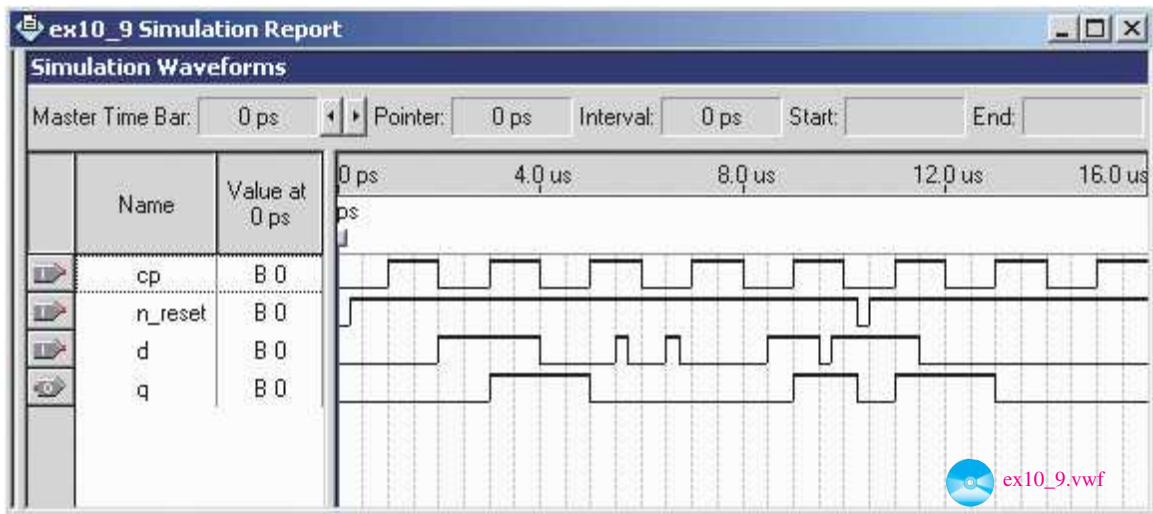 ex10_9 Simulation Report
Simulation Waveforms
Master Time Bar: 0 ps Pointer: 0 ps Interval: 0 ps Start: End:
Name Value at 0 ps
0 ps 4.0 us 8.0 us 12.0 us 16.0 us
ps
cp B 0
n_reset B 0
d B 0
q B 0
ex10_9.vwf